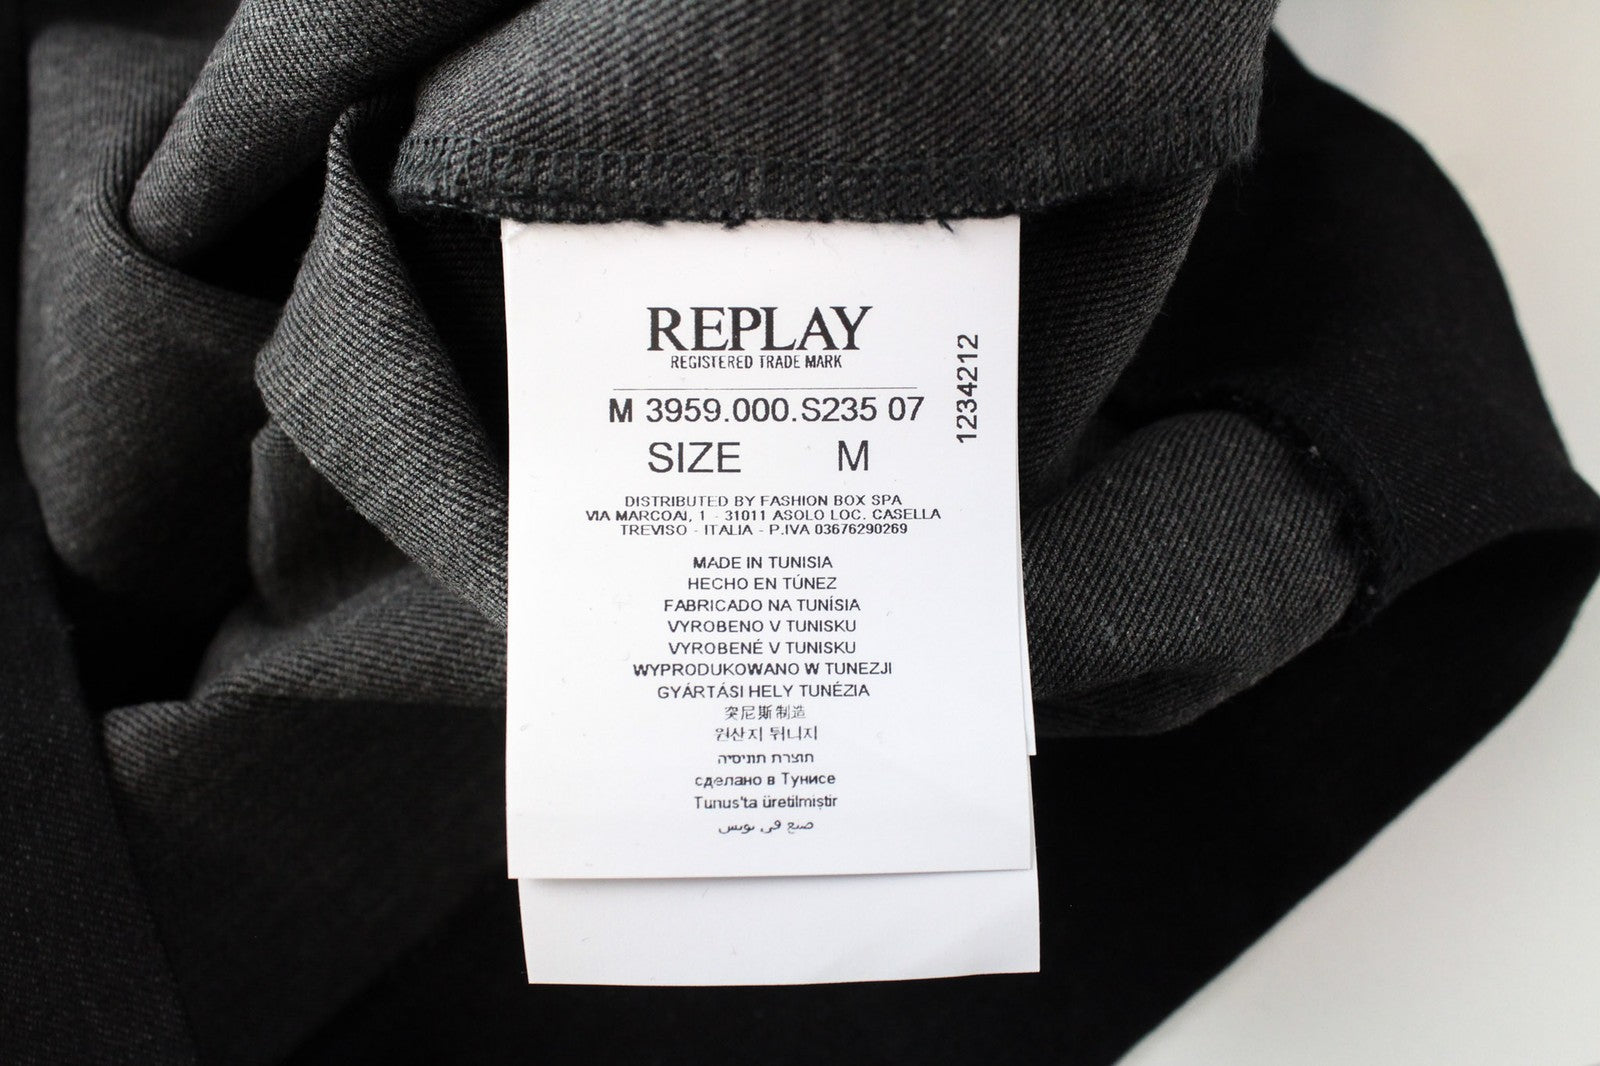 REPLAY
REGISTERED TRADE MARK
M 3959.000.S235 07
SIZE M
1234212
DISTRIBUTED BY FASHION BOX SPA
VIA MARCOAI, 1 - 31011 ASOLO LOC. CASELLA
TREVISO - ITALIA - P.IVA 03676290269
MADE IN TUNISIA
HECHO EN TÚNEZ
FABRICADO NA TUNÍSIA
VYROBENO V TUNISKU
VYROBENÉ V TUNISKU
WYPRODUKOWANO W TUNEZJI
GYÁRTÁSI HELY TUNÉZIA
突尼斯制造
원산지 튀니지
תוצרת תוניסיה
сделано в Тунисе
Tunus'ta üretilmiştir
صنع في تونس